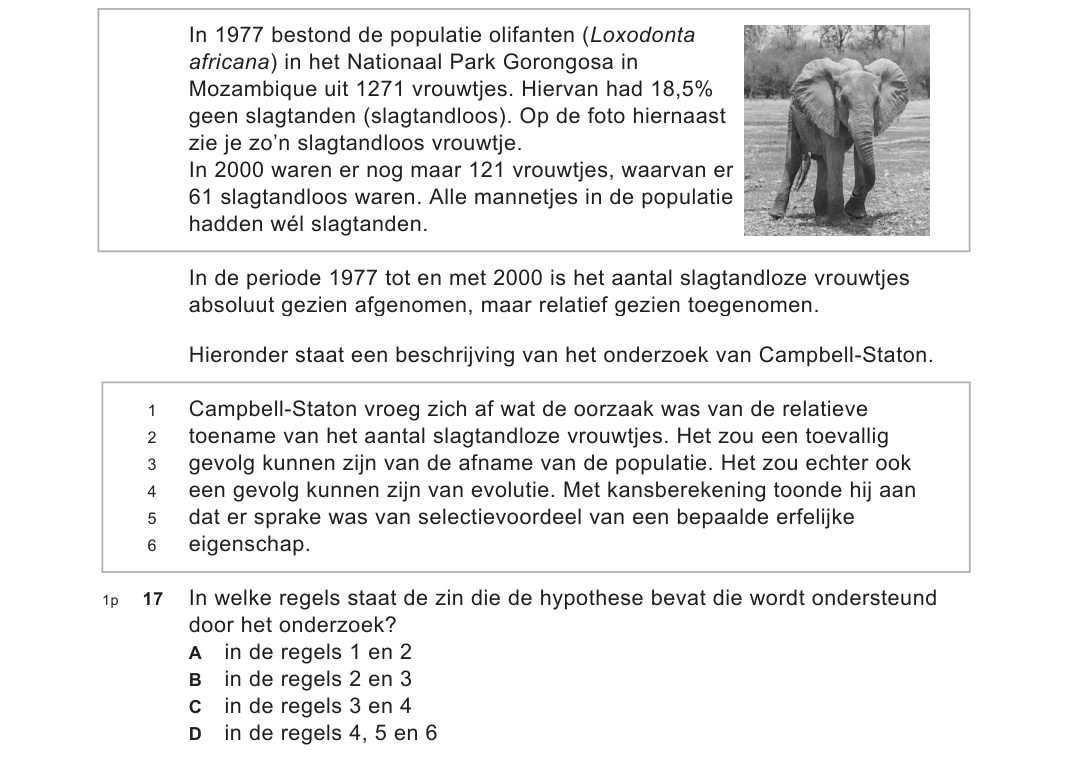 In 1977 bestond de populatie olifanten (Loxodonta
africana) in het Nationaal Park Gorongosa in
Mozambique uit 1271 vrouwtjes. Hiervan had 18,5%
geen slagtanden (slagtandloos). Op de foto hiernaast
zie je zo'n slagtandloos vrouwtje.
In 2000 waren er nog maar 121 vrouwtjes, waarvan er
61 slagtandloos waren. Alle mannetjes in de populatie
hadden wél slagtanden.
In de periode 1977 tot en met 2000 is het aantal slagtandloze vrouwtjes
absoluut gezien afgenomen, maar relatief gezien toegenomen.
Hieronder staat een beschrijving van het onderzoek van Campbell-Staton.
1 Campbell-Staton vroeg zich af wat de oorzaak was van de relatieve
2 toename van het aantal slagtandloze vrouwtjes. Het zou een toevallig
3 gevolg kunnen zijn van de afname van de populatie. Het zou echter ook
4 een gevolg kunnen zijn van evolutie. Met kansberekening toonde hij aan
5 dat er sprake was van selectievoordeel van een bepaalde erfelijke
6 eigenschap.
1p 17 In welke regels staat de zin die de hypothese bevat die wordt ondersteund
door het onderzoek?
A in de regels 1 en 2
B in de regels 2 en 3
C in de regels 3 en 4
D in de regels 4, 5 en 6